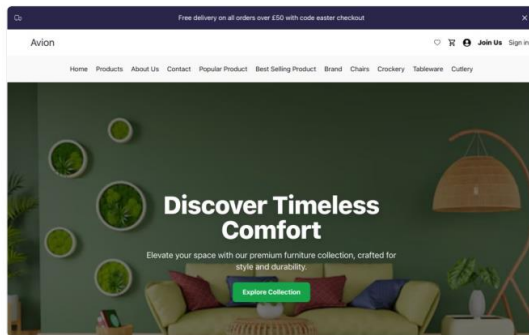 Free delivery on all orders over £50 with code easter checkout
Avion
Join Us Sign in
Home Products About Us Contact Popular Product Best Selling Product Brand Chairs Crockery Tableware Cutlery
Discover Timeless
Comfort
Elevate your space with our premium furniture collection, crafted for
style and durability.
Explore Collection